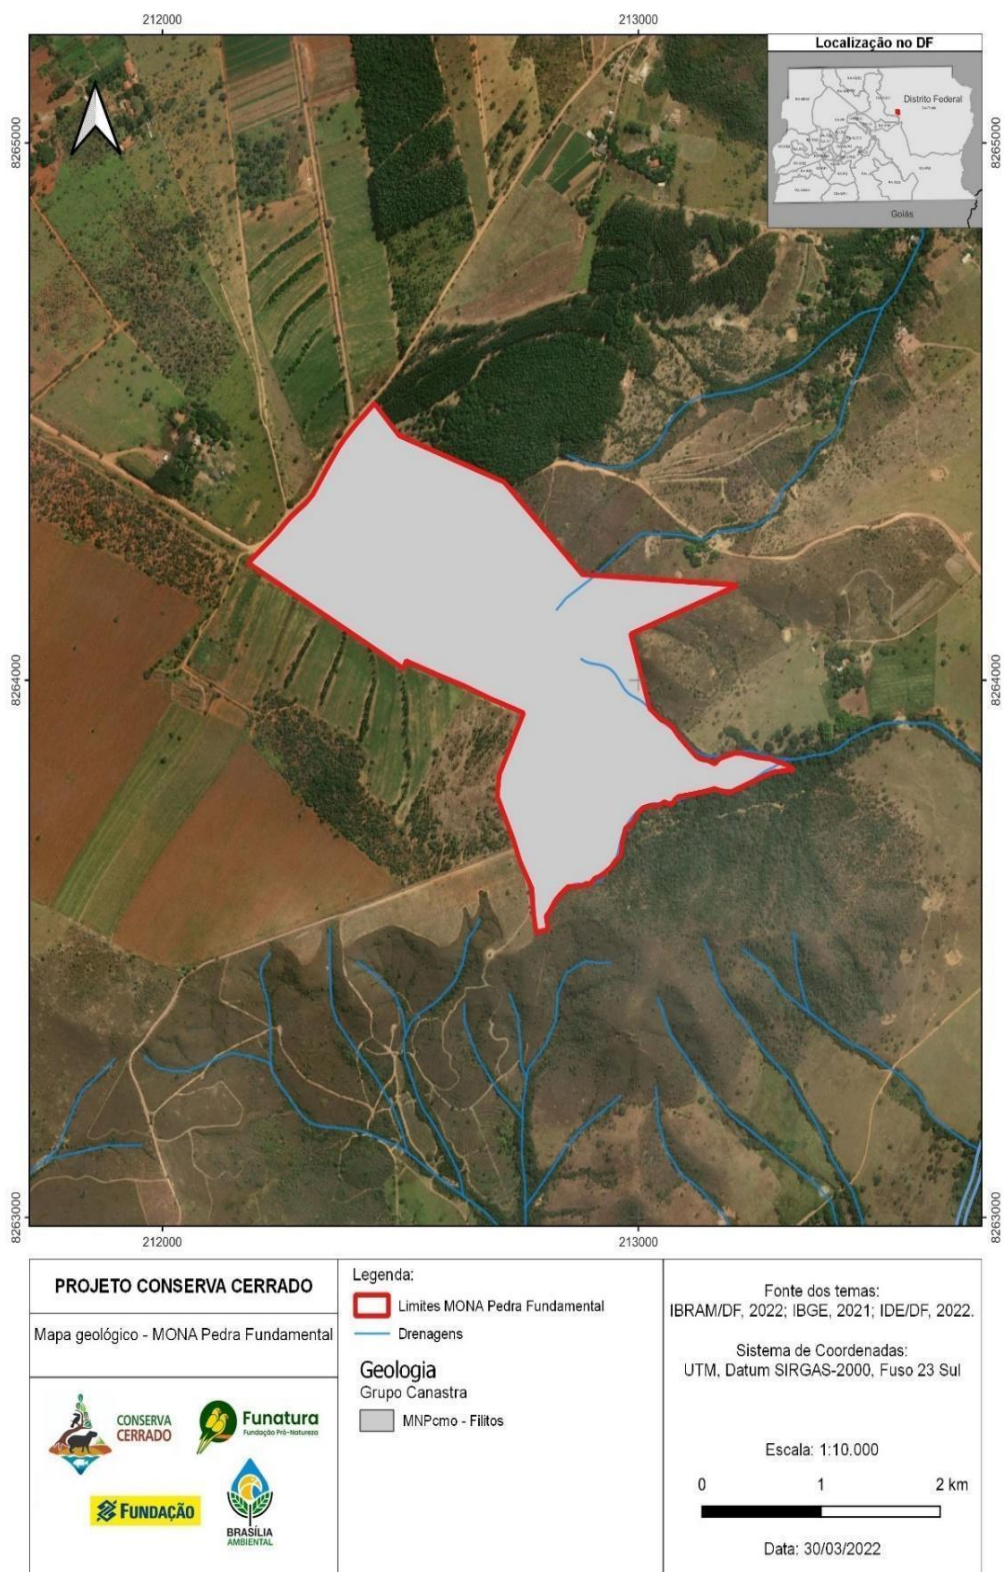 212000
213000
Localização no DF
Distrito Federal
Goiás
8265000
8265000
8264000
8264000
8263000
8263000
212000
213000
PROJETO CONSERVA CERRADO
Mapa geológico - MONA Pedra Fundamental
CONSERVA
CERRADO
Funatura
Fundação Pró-Natureza
FUNDAÇÃO
BRASÍLIA
AMBIENTAL
Legenda:
Limites MONA Pedra Fundamental
Drenagens
Geologia
Grupo Canastra
MNPcmo - Filitos
Fonte dos temas:
IBRAM/DF, 2022; IBGE, 2021; IDE/DF, 2022.
Sistema de Coordenadas:
UTM, Datum SIRGAS-2000, Fuso 23 Sul
Escala: 1:10.000
0 1 2 km
Data: 30/03/2022